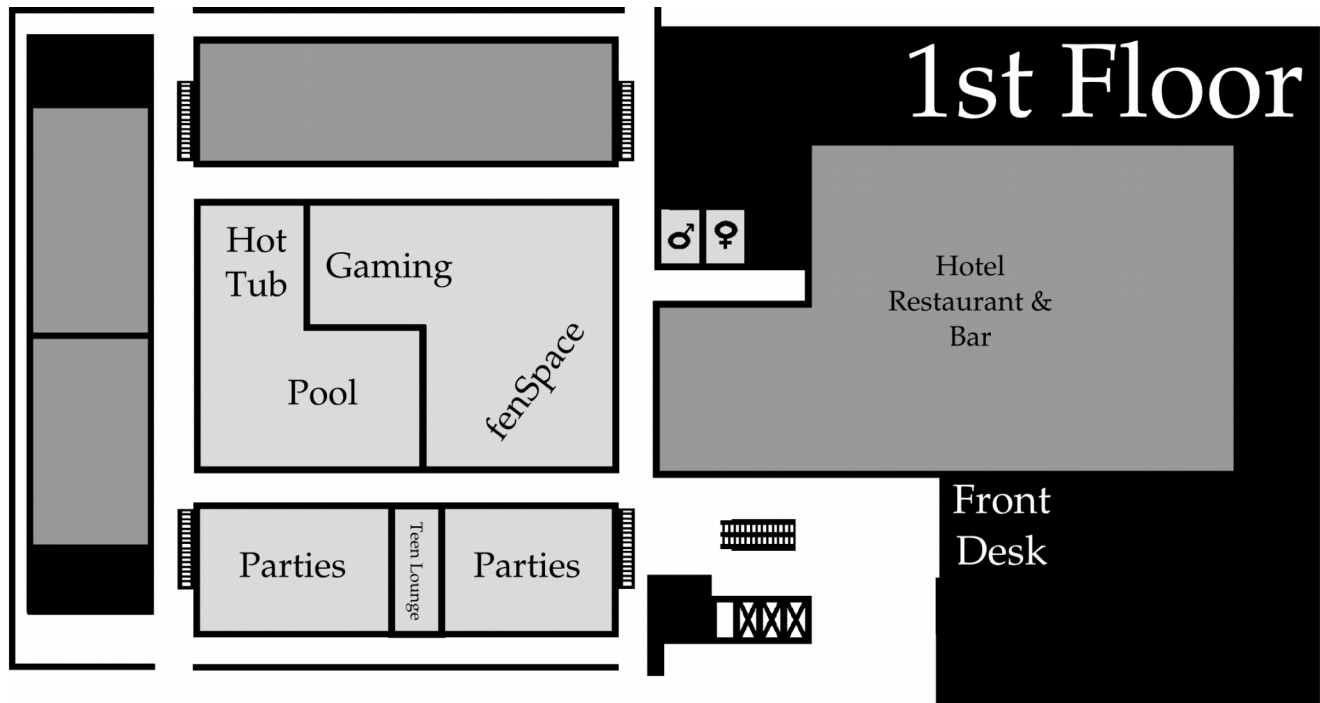 1st Floor
Hot
Tub
Gaming
♂ ♀
Hotel
Restaurant &
Bar
fenSpace
Pool
Front
Desk
Parties
Teen Lounge
Parties